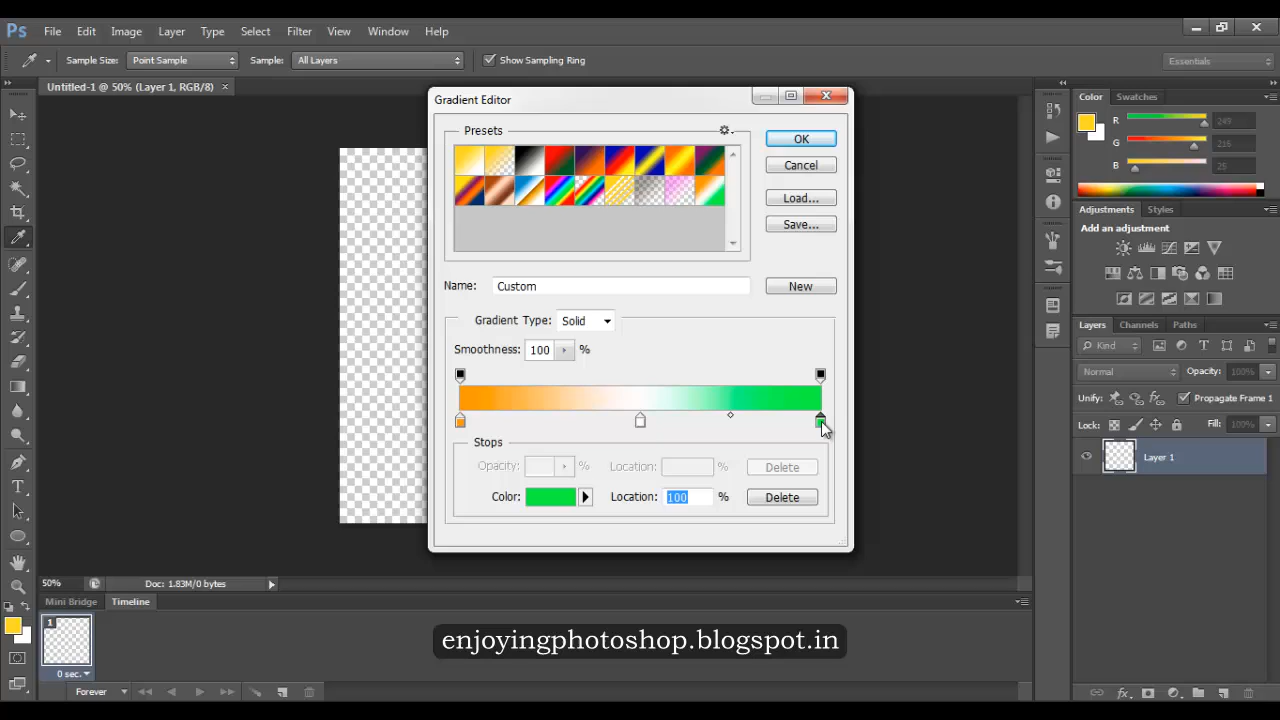 Ps File Edit Image Layer Type Select Filter View Window Help
Sample Size: Point Sample Sample: All Layers Show Sampling Ring Essentials
Untitled-1 @ 50% (Layer 1, RGB/8) ×
Gradient Editor
Presets
OK
Cancel
Load...
Save...
Name: Custom New
Gradient Type: Solid
Smoothness: 100 %
Stops
Opacity: % Location: % Delete
Color: Location: 100 % Delete
Color Swatches
R 249
G 216
B 25
Adjustments Styles
Add an adjustment
Layers Channels Paths
Kind
Normal Opacity: 100%
Unify: Propagate Frame 1
Lock: Fill: 100%
Layer 1
50% Doc: 1.83M/0 bytes
Mini Bridge Timeline
1
0 sec.
Forever
enjoyingphotoshop.blogspot.in